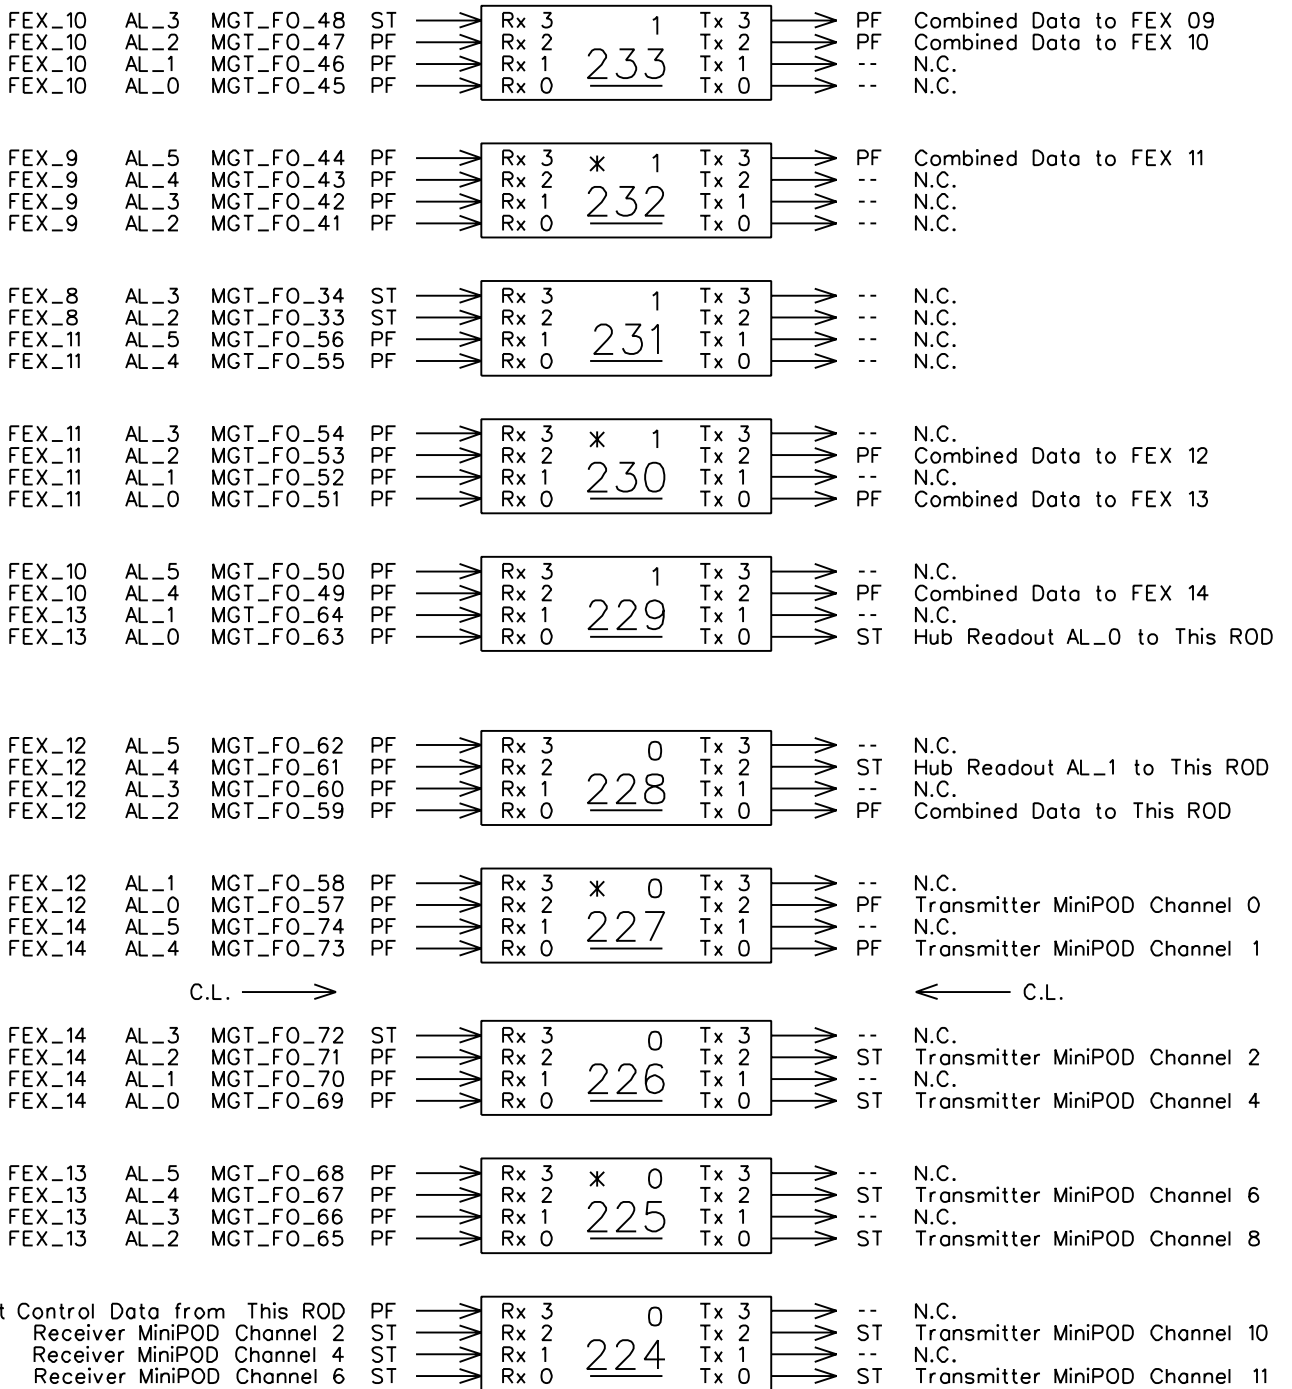 FEX_10 AL_3 MGT_FO_48 ST Rx 3 1 Tx 3 PF Combined Data to FEX 09
FEX_10 AL_2 MGT_FO_47 PF Rx 2 Tx 2 PF Combined Data to FEX 10
FEX_10 AL_1 MGT_FO_46 PF Rx 1 233 Tx 1 -- N.C.
FEX_10 AL_0 MGT_FO_45 PF Rx 0 Tx 0 -- N.C.
FEX_9 AL_5 MGT_FO_44 PF Rx 3 * 1 Tx 3 PF Combined Data to FEX 11
FEX_9 AL_4 MGT_FO_43 PF Rx 2 Tx 2 -- N.C.
FEX_9 AL_3 MGT_FO_42 PF Rx 1 232 Tx 1 -- N.C.
FEX_9 AL_2 MGT_FO_41 PF Rx 0 Tx 0 -- N.C.
FEX_8 AL_3 MGT_FO_34 ST Rx 3 1 Tx 3 -- N.C.
FEX_8 AL_2 MGT_FO_33 ST Rx 2 Tx 2 -- N.C.
FEX_11 AL_5 MGT_FO_56 PF Rx 1 231 Tx 1 -- N.C.
FEX_11 AL_4 MGT_FO_55 PF Rx 0 Tx 0 -- N.C.
FEX_11 AL_3 MGT_FO_54 PF Rx 3 * 1 Tx 3 -- N.C.
FEX_11 AL_2 MGT_FO_53 PF Rx 2 Tx 2 PF Combined Data to FEX 12
FEX_11 AL_1 MGT_FO_52 PF Rx 1 230 Tx 1 -- N.C.
FEX_11 AL_0 MGT_FO_51 PF Rx 0 Tx 0 PF Combined Data to FEX 13
FEX_10 AL_5 MGT_FO_50 PF Rx 3 1 Tx 3 -- N.C.
FEX_10 AL_4 MGT_FO_49 PF Rx 2 Tx 2 PF Combined Data to FEX 14
FEX_13 AL_1 MGT_FO_64 PF Rx 1 229 Tx 1 -- N.C.
FEX_13 AL_0 MGT_FO_63 PF Rx 0 Tx 0 ST Hub Readout AL_0 to This ROD
FEX_12 AL_5 MGT_FO_62 PF Rx 3 0 Tx 3 -- N.C.
FEX_12 AL_4 MGT_FO_61 PF Rx 2 Tx 2 ST Hub Readout AL_1 to This ROD
FEX_12 AL_3 MGT_FO_60 PF Rx 1 228 Tx 1 -- N.C.
FEX_12 AL_2 MGT_FO_59 PF Rx 0 Tx 0 PF Combined Data to This ROD
FEX_12 AL_1 MGT_FO_58 PF Rx 3 * 0 Tx 3 -- N.C.
FEX_12 AL_0 MGT_FO_57 PF Rx 2 Tx 2 PF Transmitter MiniPOD Channel 0
FEX_14 AL_5 MGT_FO_74 PF Rx 1 227 Tx 1 -- N.C.
FEX_14 AL_4 MGT_FO_73 PF Rx 0 Tx 0 PF Transmitter MiniPOD Channel 1
C.L. C.L.
FEX_14 AL_3 MGT_FO_72 ST Rx 3 0 Tx 3 -- N.C.
FEX_14 AL_2 MGT_FO_71 PF Rx 2 Tx 2 ST Transmitter MiniPOD Channel 2
FEX_14 AL_1 MGT_FO_70 PF Rx 1 226 Tx 1 -- N.C.
FEX_14 AL_0 MGT_FO_69 PF Rx 0 Tx 0 ST Transmitter MiniPOD Channel 4
FEX_13 AL_5 MGT_FO_68 PF Rx 3 * 0 Tx 3 -- N.C.
FEX_13 AL_4 MGT_FO_67 PF Rx 2 Tx 2 ST Transmitter MiniPOD Channel 6
FEX_13 AL_3 MGT_FO_66 PF Rx 1 225 Tx 1 -- N.C.
FEX_13 AL_2 MGT_FO_65 PF Rx 0 Tx 0 ST Transmitter MiniPOD Channel 8
t Control Data from This ROD PF Rx 3 0 Tx 3 -- N.C.
Receiver MiniPOD Channel 2 ST Rx 2 Tx 2 ST Transmitter MiniPOD Channel 10
Receiver MiniPOD Channel 4 ST Rx 1 224 Tx 1 -- N.C.
Receiver MiniPOD Channel 6 ST Rx 0 Tx 0 ST Transmitter MiniPOD Channel 11